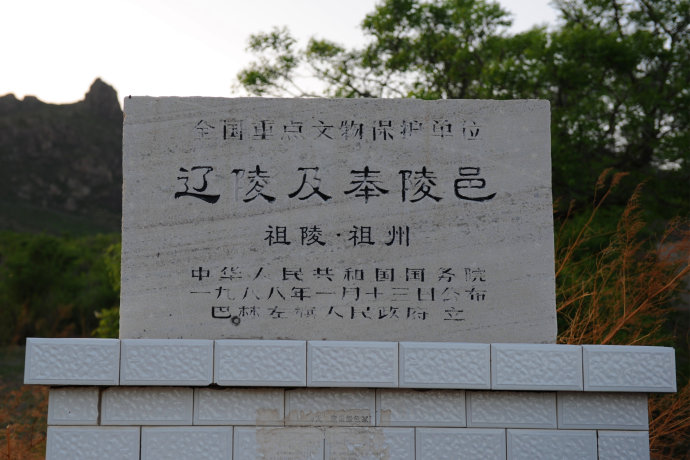 全国重点文物保护单位
辽陵及奉陵邑
祖陵·祖州
中华人民共和国国务院
一九八八年一月十三日公布
巴林左旗人民政府 立